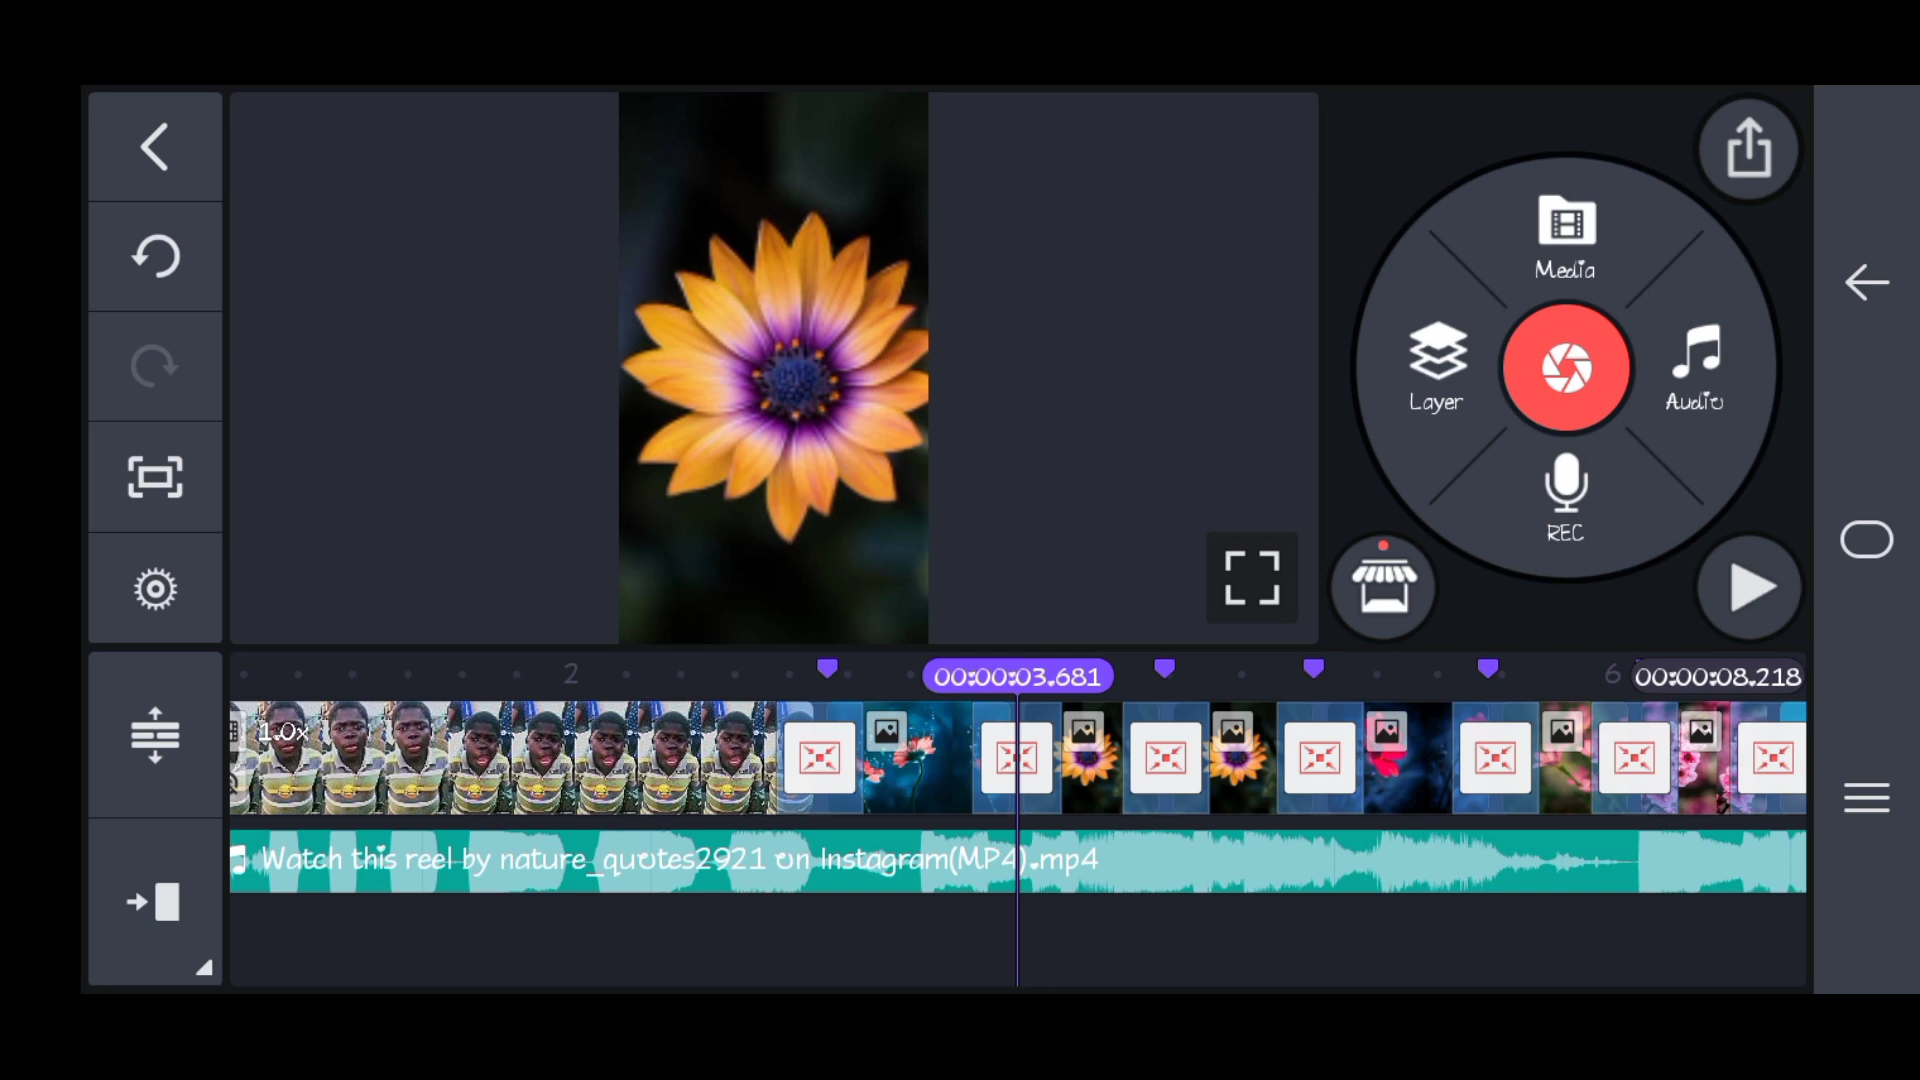 Media
Layer
Audio
REC
2
00:00:03.681
6
00:00:08.218
1.0x
Watch this reel by nature_quotes2921 on Instagram(MP4).mp4